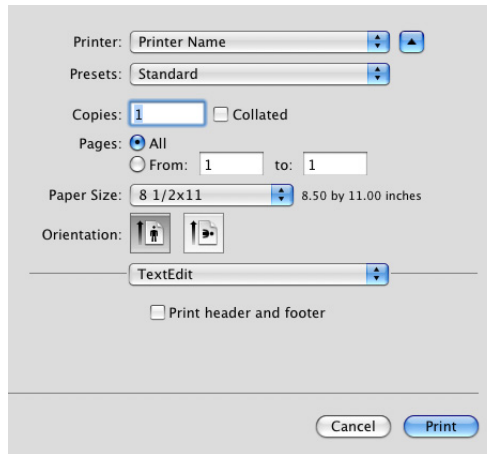 Printer: Printer Name
Presets: Standard
Copies: 1 Collated
Pages: All
From: 1 to: 1
Paper Size: 8 1/2x11 8.50 by 11.00 inches
Orientation:
TextEdit
Print header and footer
Cancel Print